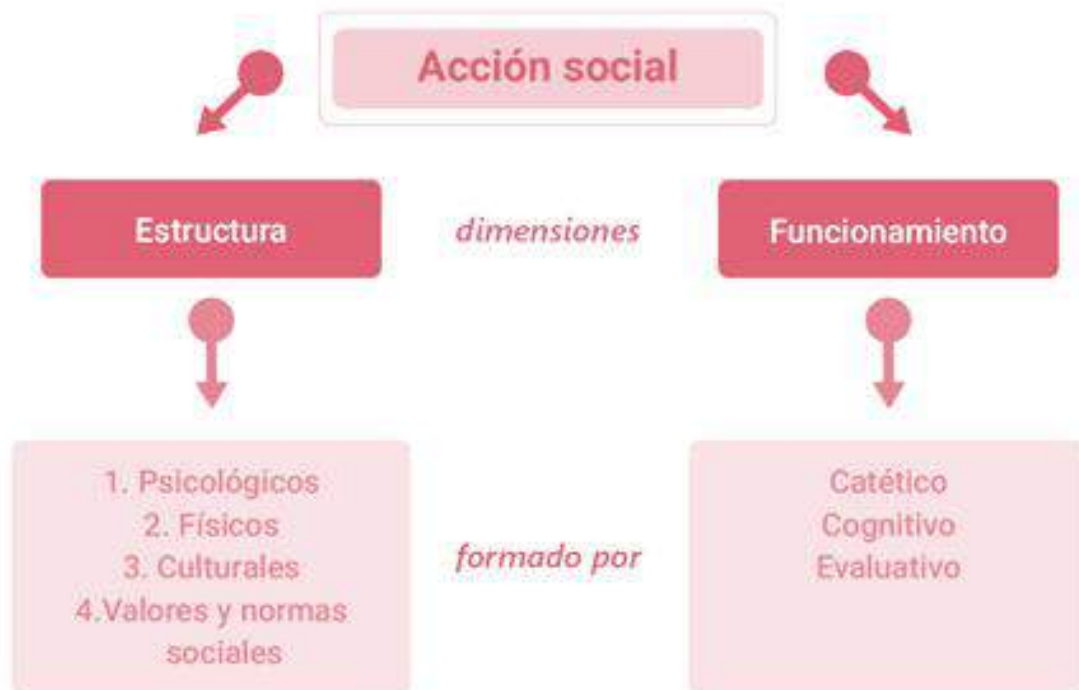 Acción social
Estructura
dimensiones
Funcionamiento
1. Psicológicos
2. Físicos
3. Culturales
4.Valores y normas
sociales
formado por
Catético
Cognitivo
Evaluativo